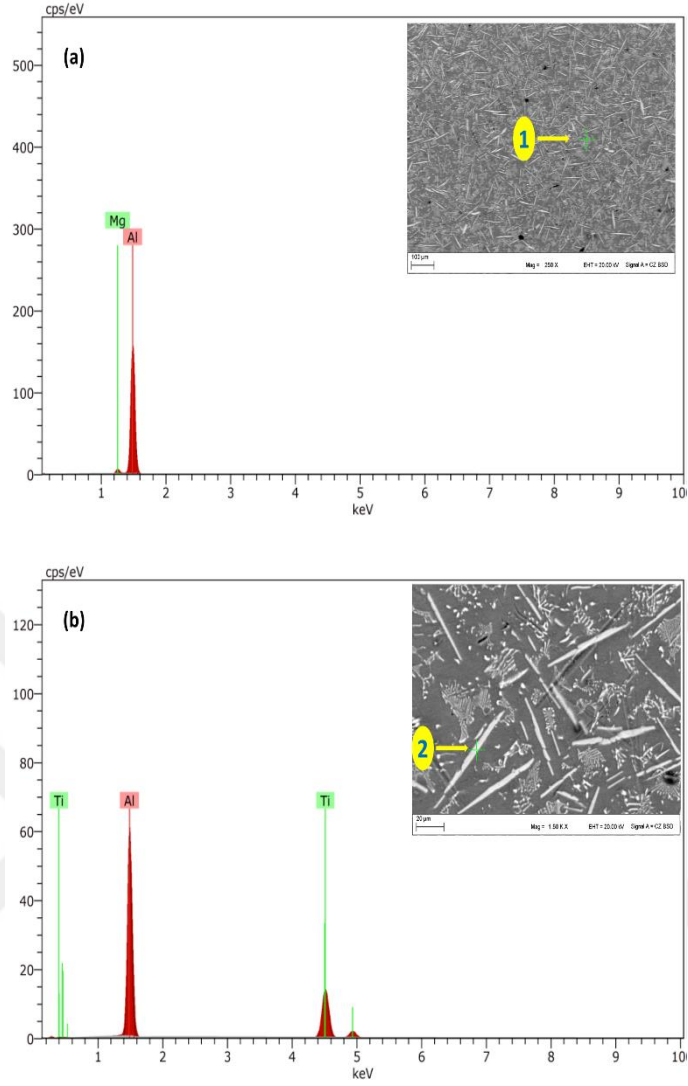 cps/eV
(a)
500
400
300
200
100
0
Mg
Al
1
100 µm
Mag = 250 X EHT = 20.00 kV Signal A = CZ BSD
1 2 3 4 5 6 7 8 9 10
keV
cps/eV
(b)
120
100
80
60
40
20
0
Ti
Al
Ti
2
20 µm
Mag = 1.50 K X EHT = 20.00 kV Signal A = CZ BSD
1 2 3 4 5 6 7 8 9 10
keV